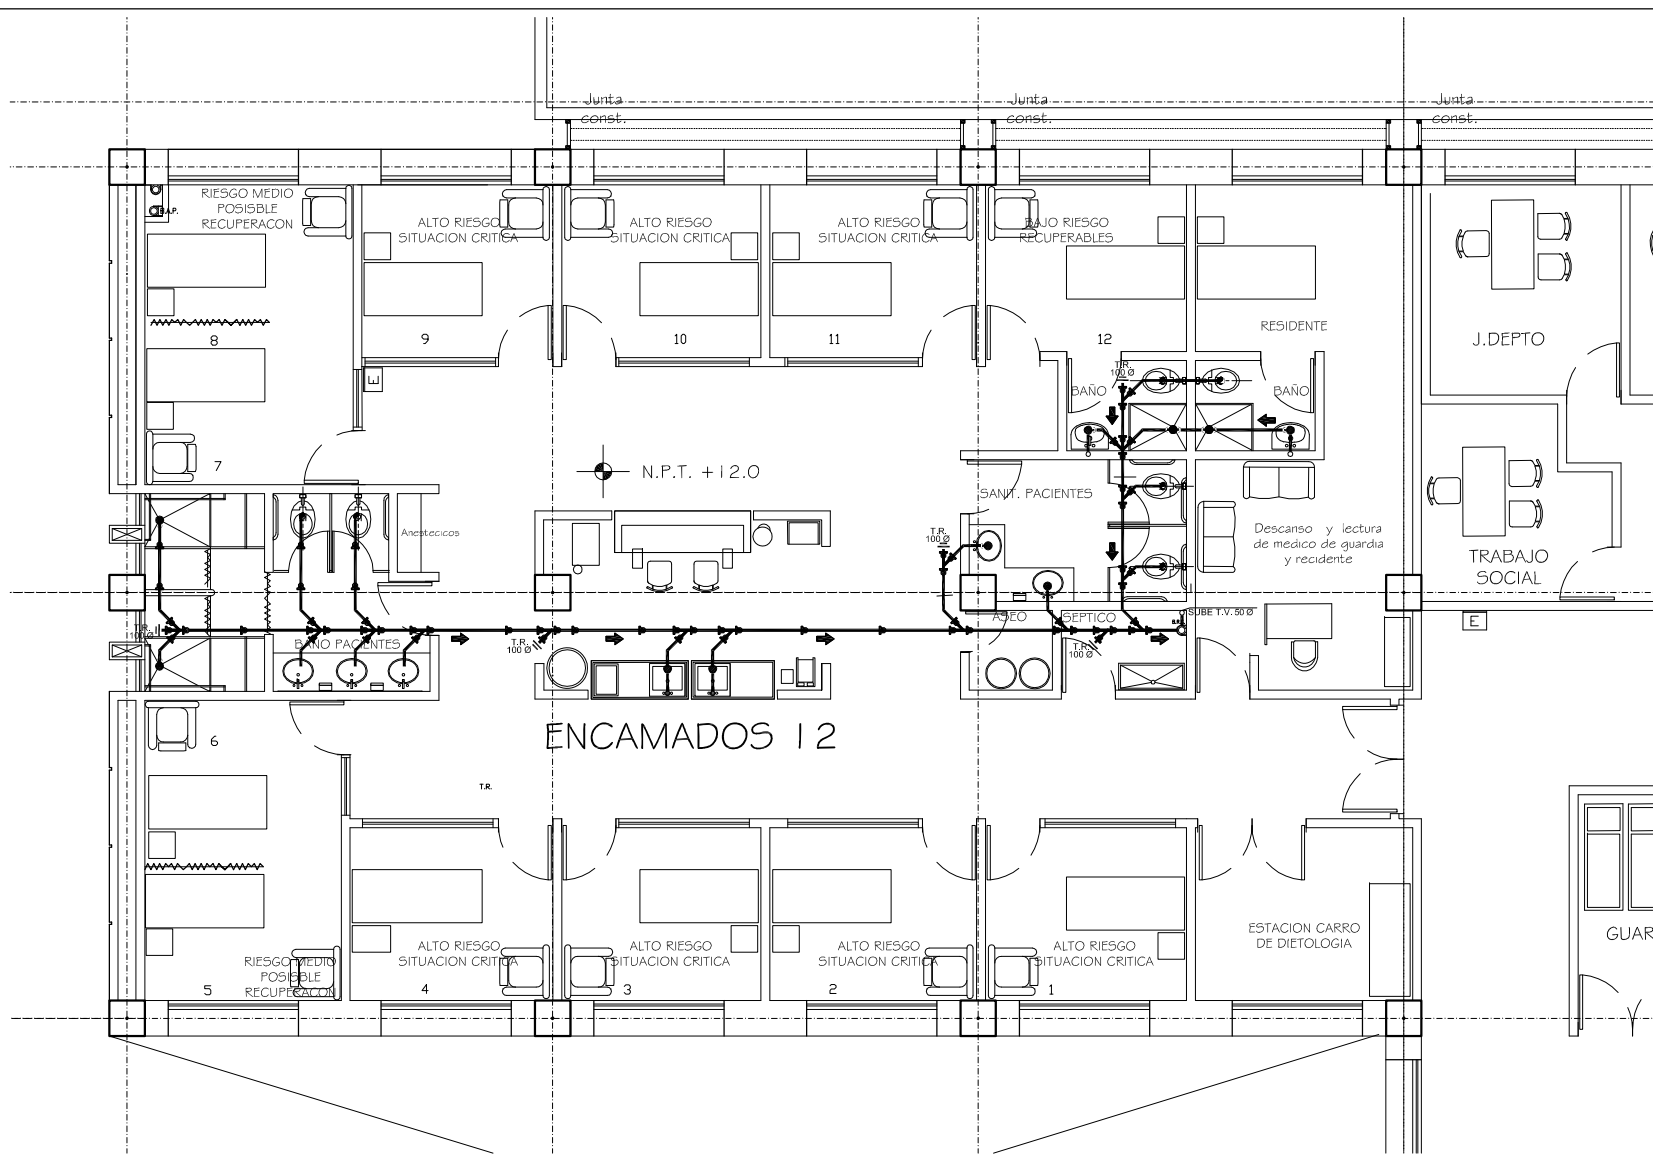 Junta
const.
Junta
const.
Junta
const.
RIESGO MEDIO
POSISBLE
RECUPERACON
B.A.P.
ALTO RIESGO
SITUACION CRITICA
ALTO RIESGO
SITUACION CRITICA
ALTO RIESGO
SITUACION CRITICA
BAJO RIESGO
RECUPERABLES
RESIDENTE
J.DEPTO
8
9
10
11
12
T.R.
100 Ø
E
BAÑO
BAÑO
7
N.P.T. +12.0
SANIT. PACIENTES
Anestecicos
T.R.
100 Ø
Descanso y lectura
de medico de guardia
y recidente
TRABAJO
SOCIAL
ASEO
SEPTICO
SUBE T.V. 50 Ø
E
T.R.
100 Ø
BAÑO PACIENTES
T.R.
100 Ø
T.R.
100 Ø
ENCAMADOS 12
6
T.R.
RIESGO MEDIO
POSISBLE
RECUPERACON
ALTO RIESGO
SITUACION CRITICA
ALTO RIESGO
SITUACION CRITICA
ALTO RIESGO
SITUACION CRITICA
ALTO RIESGO
SITUACION CRITICA
ESTACION CARRO
DE DIETOLOGIA
GUAR
5
4
3
2
1